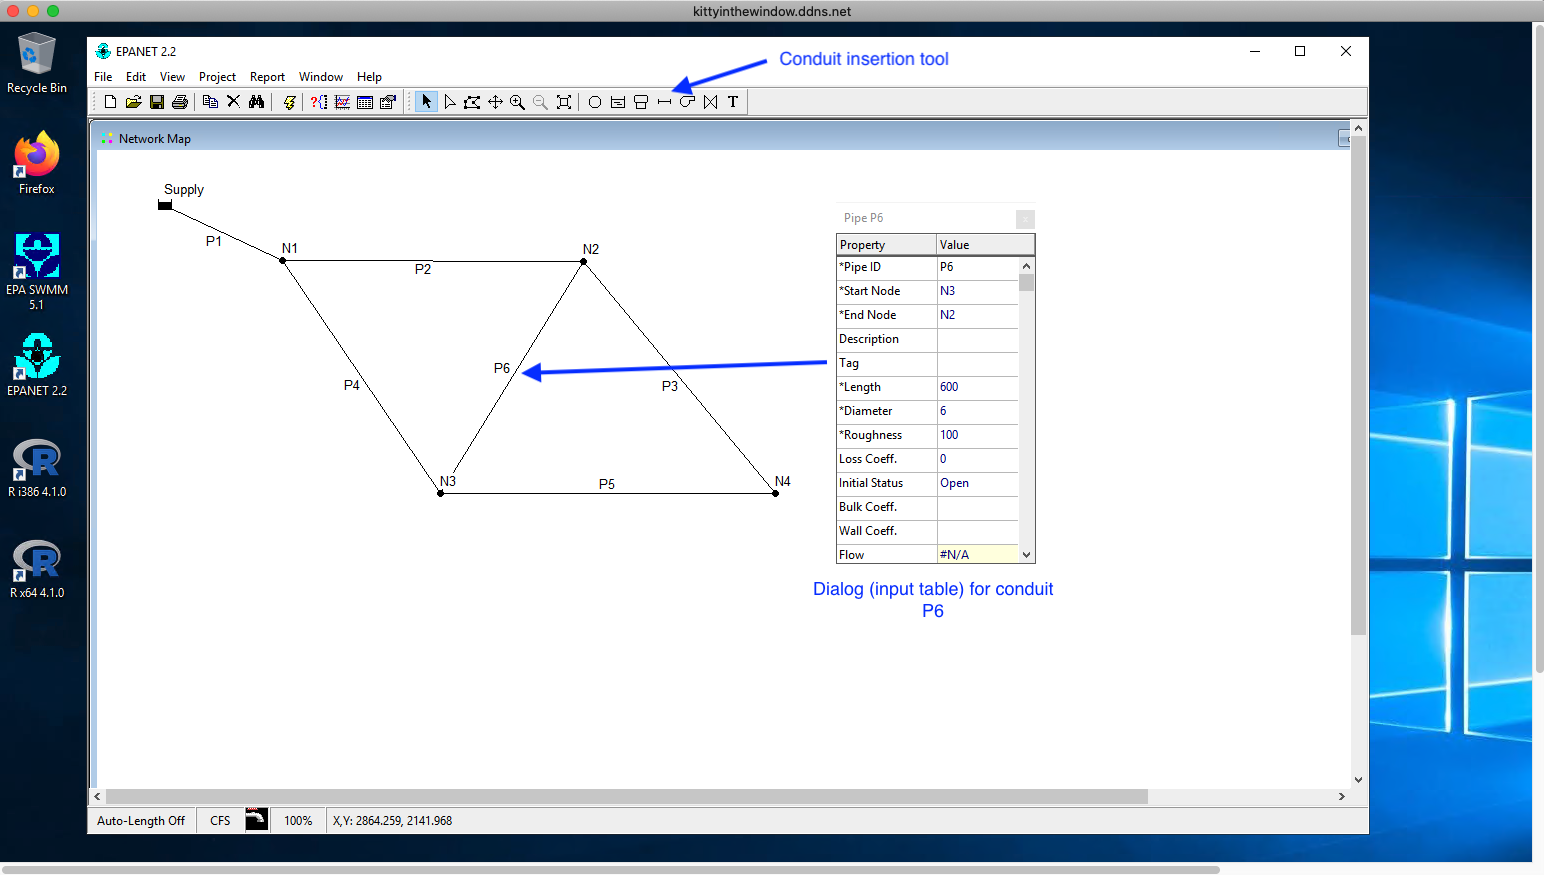 kittyinthewindow.ddns.net
Recycle Bin
Firefox
EPA SWMM
5.1
EPANET 2.2
R i386 4.1.0
R x64 4.1.0
EPANET 2.2
File Edit View Project Report Window Help
Conduit insertion tool
T
Network Map
Supply
P1
N1
P2
N2
P6
P4
P3
N3
P5
N4
Pipe P6
Property Value
*Pipe ID P6
*Start Node N3
*End Node N2
Description
Tag
*Length 600
*Diameter 6
*Roughness 100
Loss Coeff. 0
Initial Status Open
Bulk Coeff.
Wall Coeff.
Flow #N/A
Dialog (input table) for conduit
P6
Auto-Length Off CFS 100% X,Y: 2864.259, 2141.968